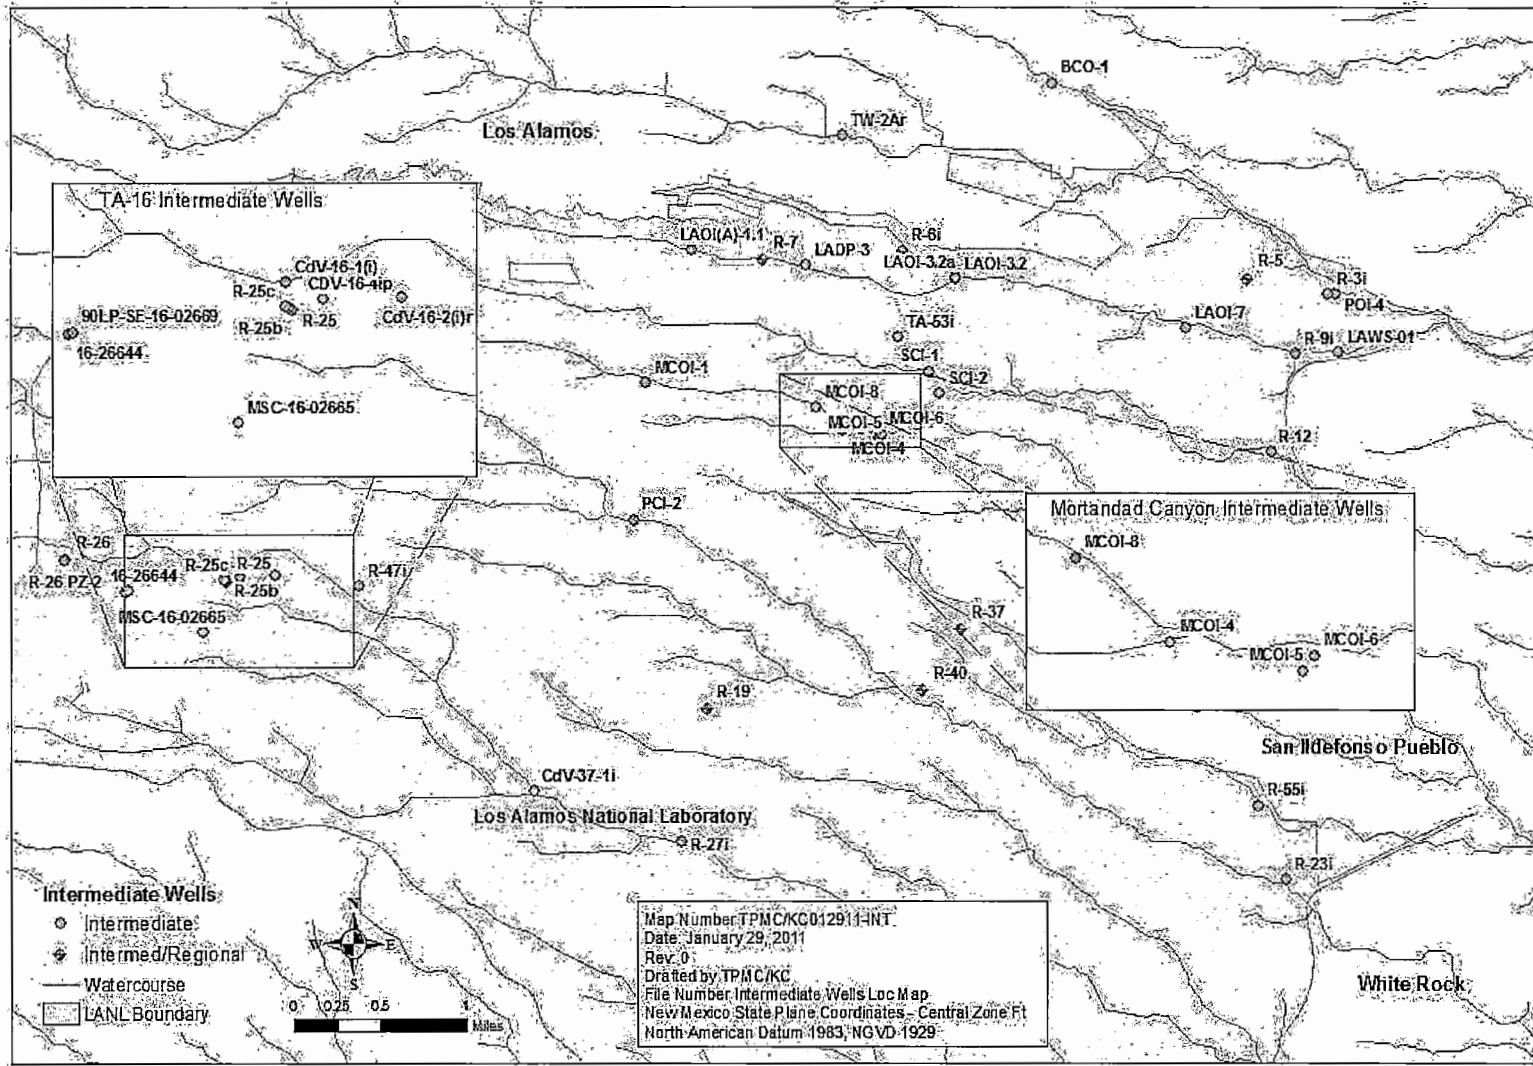 BCO-1
TW-2Ar
Los Alamos
TA-16 Intermediate Wells
LAOI(A)-1.1
R-7
LADP-3
R-6i
LAOI-3.2a
LAOI-3.2
R-5
R-3i
POI-4
CdV-16-1(i)
CDV-16-4ip
R-25c
R-25b
R-25
CdV-16-2(i)r
90LP-SE-16-02669
16-26644
MSC-16-02665
LAOI-7
R-9i
LAWS-01
TA-53i
SCI-1
SCI-2
MCOI-1
MCOI-8
MCOI-5
MCOI-6
MCOI-4
R-12
PCI-2
Mortandad Canyon Intermediate Wells
MCOI-8
MCOI-4
MCOI-6
MCOI-5
R-26
R-26 PZ-2
16-26644
R-25c
R-25
R-25b
MSC-16-02665
R-47i
R-37
R-40
R-19
San Ildefonso Pueblo
CdV-37-1i
R-55i
Los Alamos National Laboratory
R-27i
R-23i
White Rock
Intermediate Wells
Intermediate
Intermed/Regional
Watercourse
LANL Boundary
N
W
E
S
0 0.25 0.5 1
Miles
Map Number TPMC/KC012911-INT
Date: January 29, 2011
Rev. 0
Drafted by TPMC/KC
File Number Intermediate Wells Loc Map
New Mexico State Plane Coordinates - Central Zone Ft
North American Datum 1983, NGVD 1929